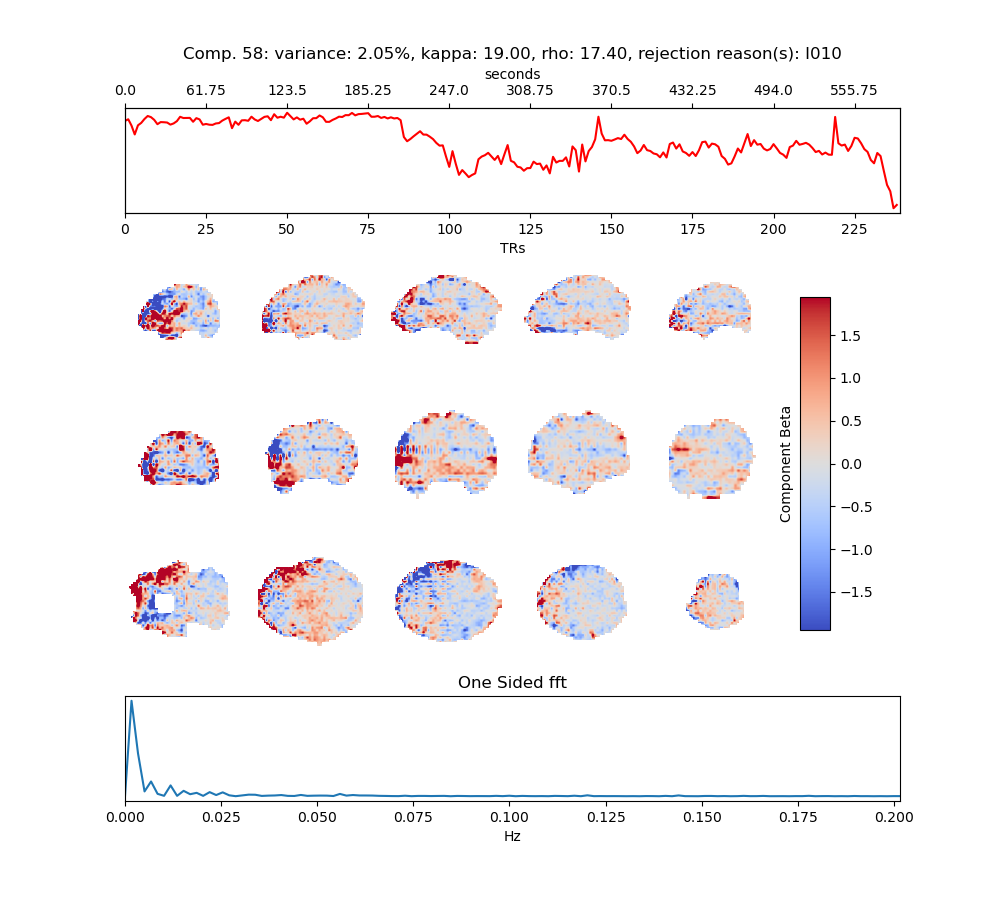 Comp. 58: variance: 2.05%, kappa: 19.00, rho: 17.40, rejection reason(s): I010
seconds
0.0 61.75 123.5 185.25 247.0 308.75 370.5 432.25 494.0 555.75
0 25 50 75 100 125 150 175 200 225
TRs
1.5
1.0
0.5
0.0
−0.5
−1.0
−1.5
Component Beta
One Sided fft
0.000 0.025 0.050 0.075 0.100 0.125 0.150 0.175 0.200
Hz